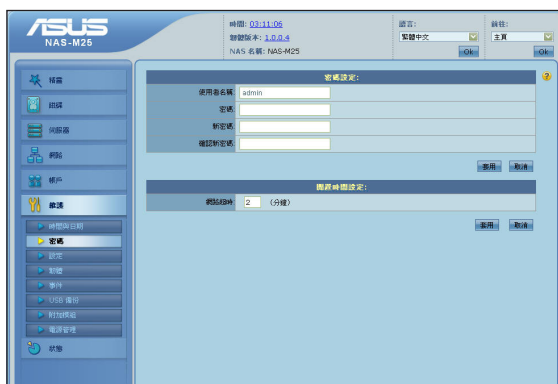 ASUS
NAS-M25
時間: 03:11:06
韌體版本: 1.0.0.4
NAS 名稱: NAS-M25
語言:
繁體中文
Ok
前往:
主頁
Ok
精靈
磁碟
伺服器
網路
帳戶
維護
時間與日期
密碼
設定
韌體
事件
USB 備份
附加模組
電源管理
狀態
密碼設定:
使用者名稱: admin
密碼:
新密碼:
確認新密碼:
套用
取消
閒置時間設定:
網路超時: 2 (分鐘)
套用
取消